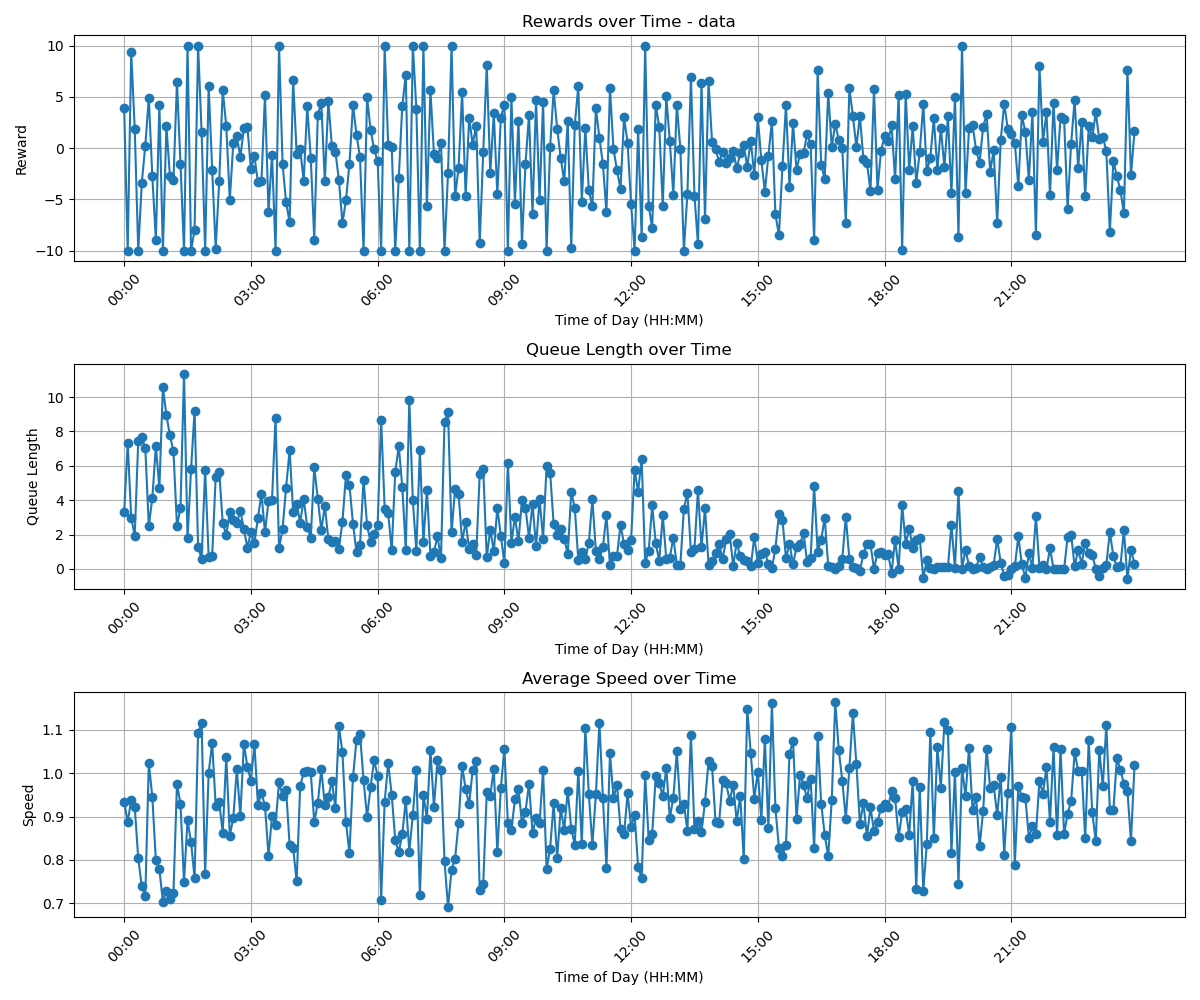 Rewards over Time - data
Reward
10
5
0
−5
−10
00:00 03:00 06:00 09:00 12:00 15:00 18:00 21:00
Time of Day (HH:MM)
Queue Length over Time
Queue Length
10
8
6
4
2
0
00:00 03:00 06:00 09:00 12:00 15:00 18:00 21:00
Time of Day (HH:MM)
Average Speed over Time
Speed
1.1
1.0
0.9
0.8
0.7
00:00 03:00 06:00 09:00 12:00 15:00 18:00 21:00
Time of Day (HH:MM)